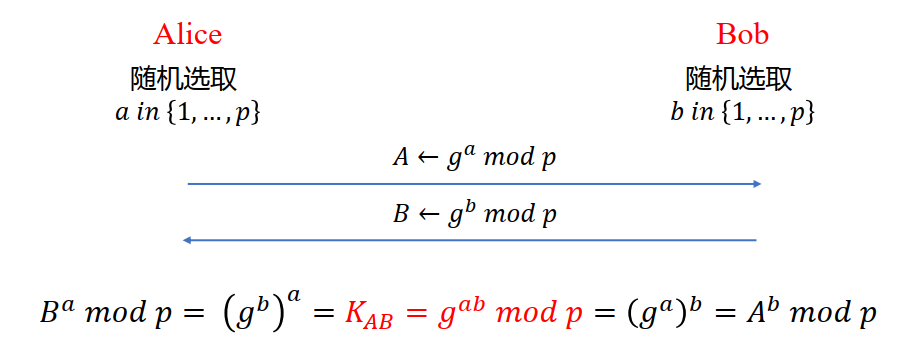 Alice Bob
随机选取 随机选取
a in {1, …, p} b in {1, …, p}
A ← g^a mod p
B ← g^b mod p
B^a mod p = (g^b)^a = K_AB = g^ab mod p = (g^a)^b = A^b mod p